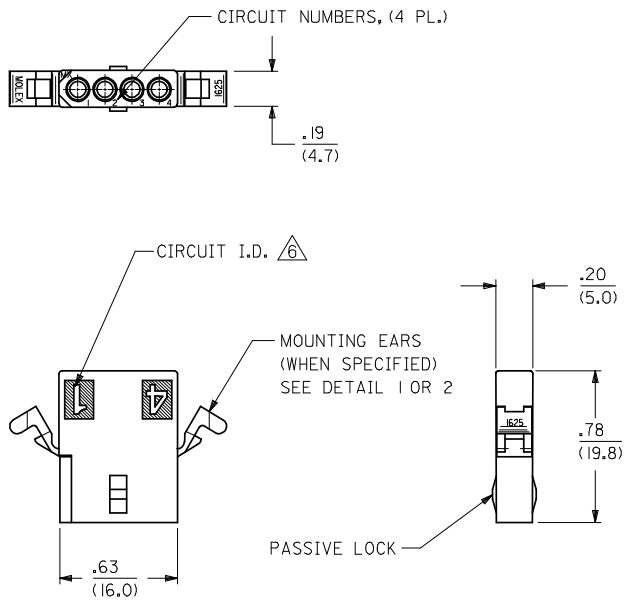 CIRCUIT NUMBERS, (4 PL.)
MOLEX
MX
1 2 3 4
1625
.19
(4.7)
CIRCUIT I.D. 6
.20
(5.0)
MOUNTING EARS
(WHEN SPECIFIED)
SEE DETAIL 1 OR 2
1 4
1625
.78
(19.8)
PASSIVE LOCK
.63
(16.0)